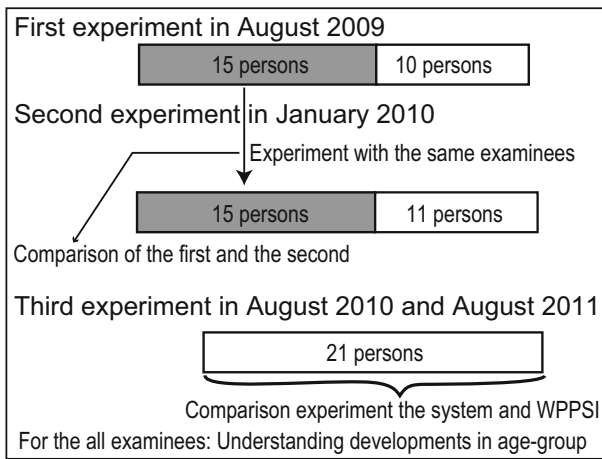 First experiment in August 2009
15 persons
10 persons
Second experiment in January 2010
Experiment with the same examinees
15 persons
11 persons
Comparison of the first and the second
Third experiment in August 2010 and August 2011
21 persons
Comparison experiment the system and WPPSI
For the all examinees: Understanding developments in age-group